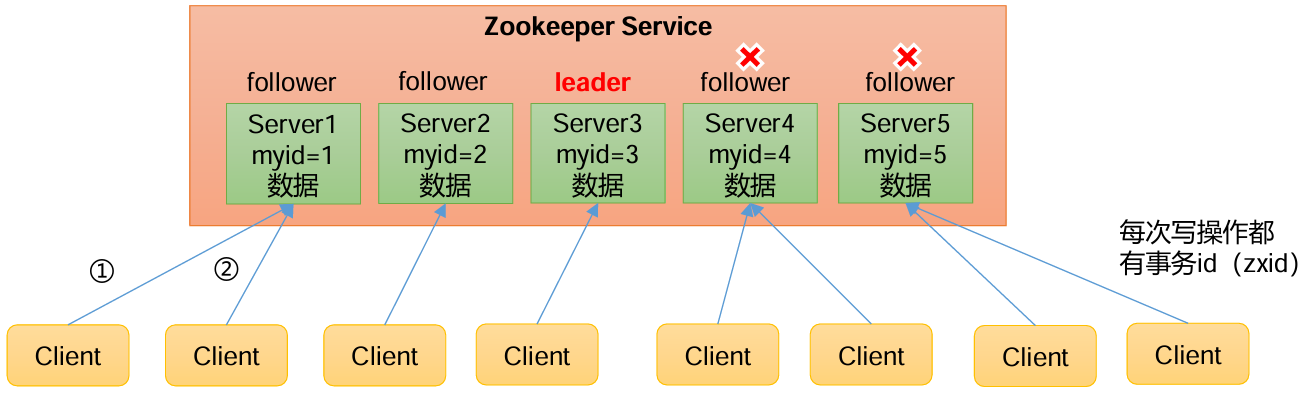 Zookeeper Service
follower
follower
leader
follower
follower
Server1
myid=1
数据
Server2
myid=2
数据
Server3
myid=3
数据
Server4
myid=4
数据
Server5
myid=5
数据
每次写操作都
有事务id（zxid）
①
②
Client
Client
Client
Client
Client
Client
Client
Client